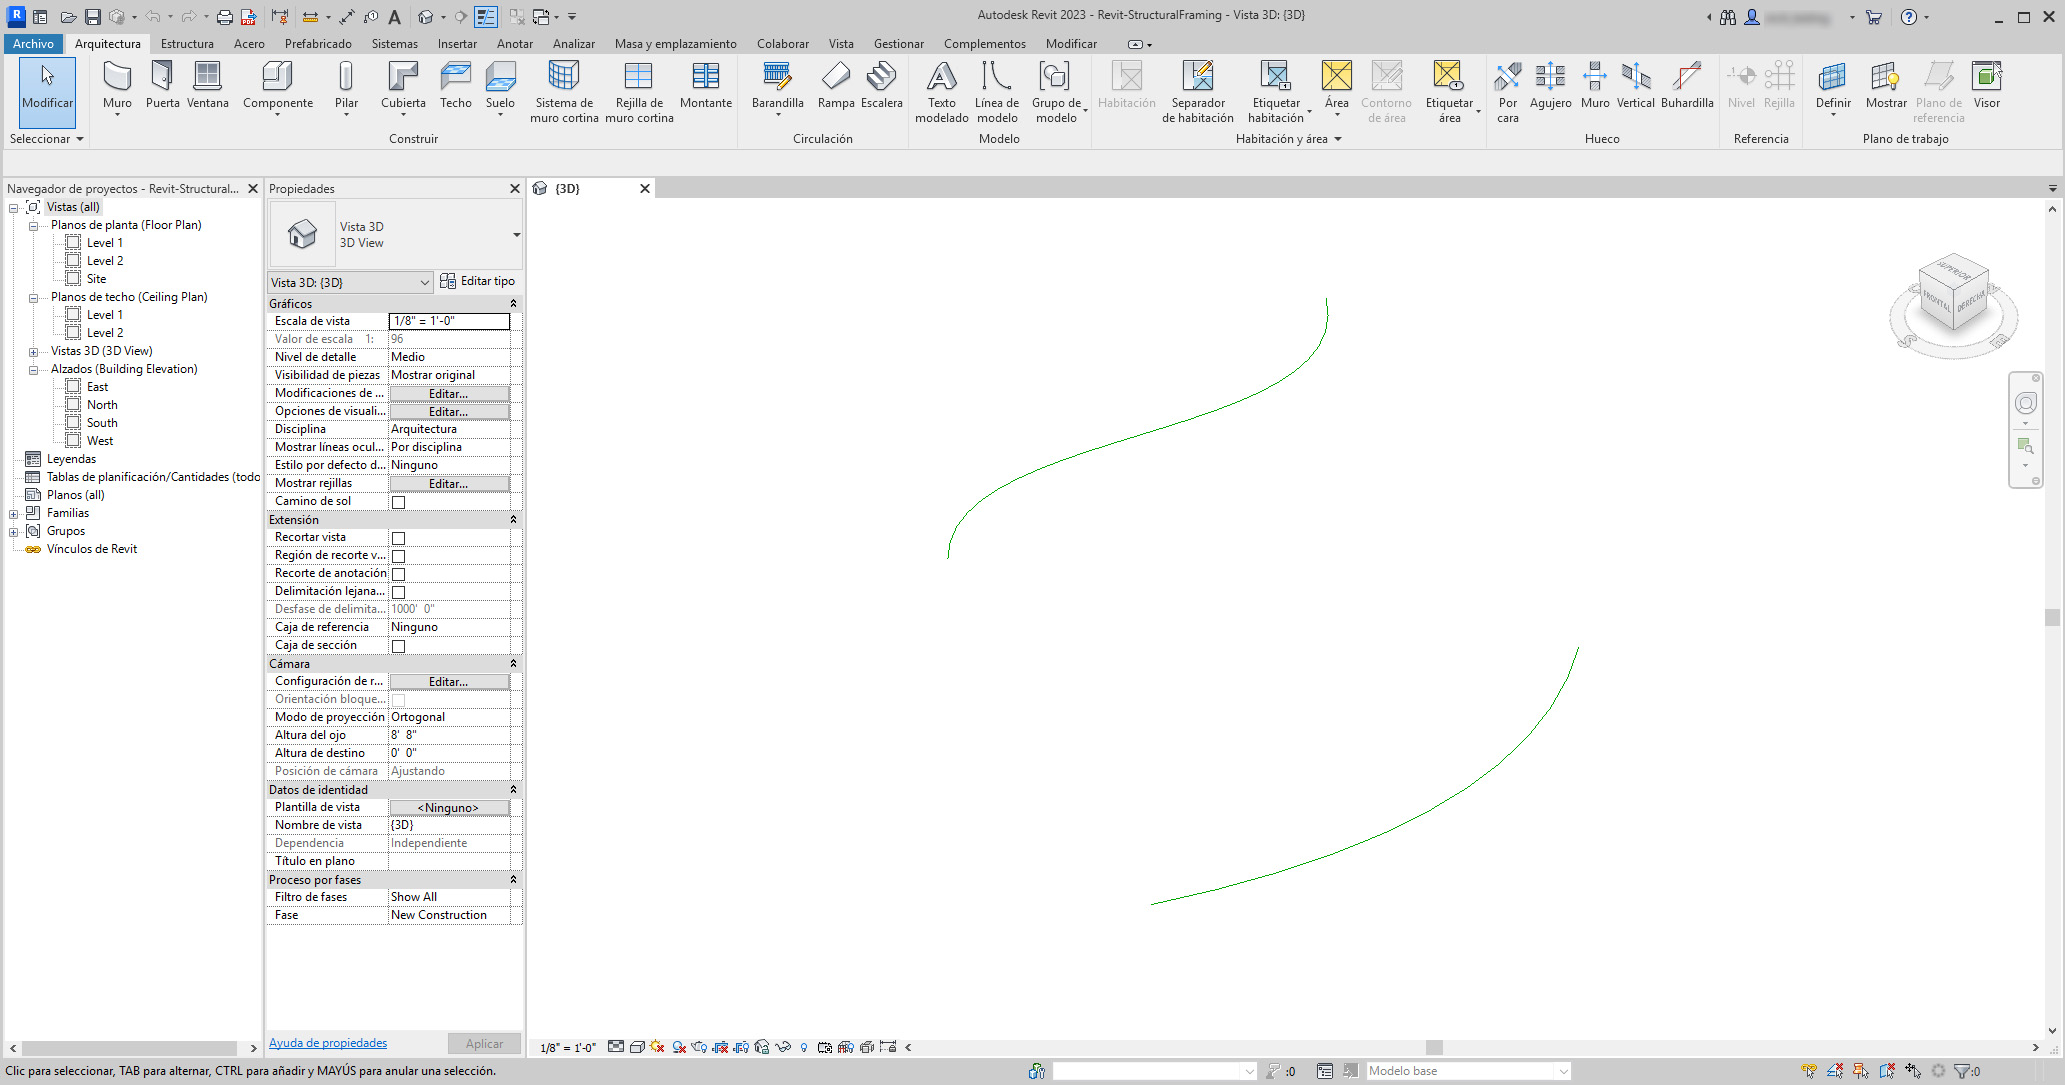 Autodesk Revit 2023 - Revit-StructuralFraming - Vista 3D: {3D}
Archivo Arquitectura Estructura Acero Prefabricado Sistemas Insertar Anotar Analizar Masa y emplazamiento Colaborar Vista Gestionar Complementos Modificar
Modificar
Muro
Puerta
Ventana
Componente
Pilar
Cubierta
Techo
Suelo
Sistema de
muro cortina
Rejilla de
muro cortina
Montante
Barandilla
Rampa
Escalera
Texto
modelado
Línea de
modelo
Grupo de
modelo
Habitación
Separador
de habitación
Etiquetar
habitación
Área
Contorno
de área
Etiquetar
área
Por
cara
Agujero
Muro
Vertical
Buhardilla
Nivel
Rejilla
Definir
Mostrar
Plano de
referencia
Visor
Seleccionar Construir Circulación Modelo Habitación y área Hueco Referencia Plano de trabajo
Navegador de proyectos - Revit-Structural...
Vistas (all)
Planos de planta (Floor Plan)
Level 1
Level 2
Site
Planos de techo (Ceiling Plan)
Level 1
Level 2
Vistas 3D (3D View)
Alzados (Building Elevation)
East
North
South
West
Leyendas
Tablas de planificación/Cantidades (todo
Planos (all)
Familias
Grupos
Vínculos de Revit
Propiedades
Vista 3D
3D View
Vista 3D: {3D} Editar tipo
Gráficos
Escala de vista 1/8" = 1'-0"
Valor de escala 1: 96
Nivel de detalle Medio
Visibilidad de piezas Mostrar original
Modificaciones de ... Editar...
Opciones de visuali... Editar...
Disciplina Arquitectura
Mostrar líneas ocul... Por disciplina
Estilo por defecto d... Ninguno
Mostrar rejillas Editar...
Camino de sol
Extensión
Recortar vista
Región de recorte v...
Recorte de anotación
Delimitación lejana...
Desfase de delimita... 1000' 0"
Caja de referencia Ninguno
Caja de sección
Cámara
Configuración de r... Editar...
Orientación bloque...
Modo de proyección Ortogonal
Altura del ojo 8' 8"
Altura de destino 0' 0"
Posición de cámara Ajustando
Datos de identidad
Plantilla de vista <Ninguno>
Nombre de vista {3D}
Dependencia Independiente
Título en plano
Proceso por fases
Filtro de fases Show All
Fase New Construction
Ayuda de propiedades Aplicar
{3D}
SUPERIOR
FRONTAL
DERECHA
1/8" = 1'-0"
Clic para seleccionar, TAB para alternar, CTRL para añadir y MAYÚS para anular una selección.
:0
Modelo base
:0